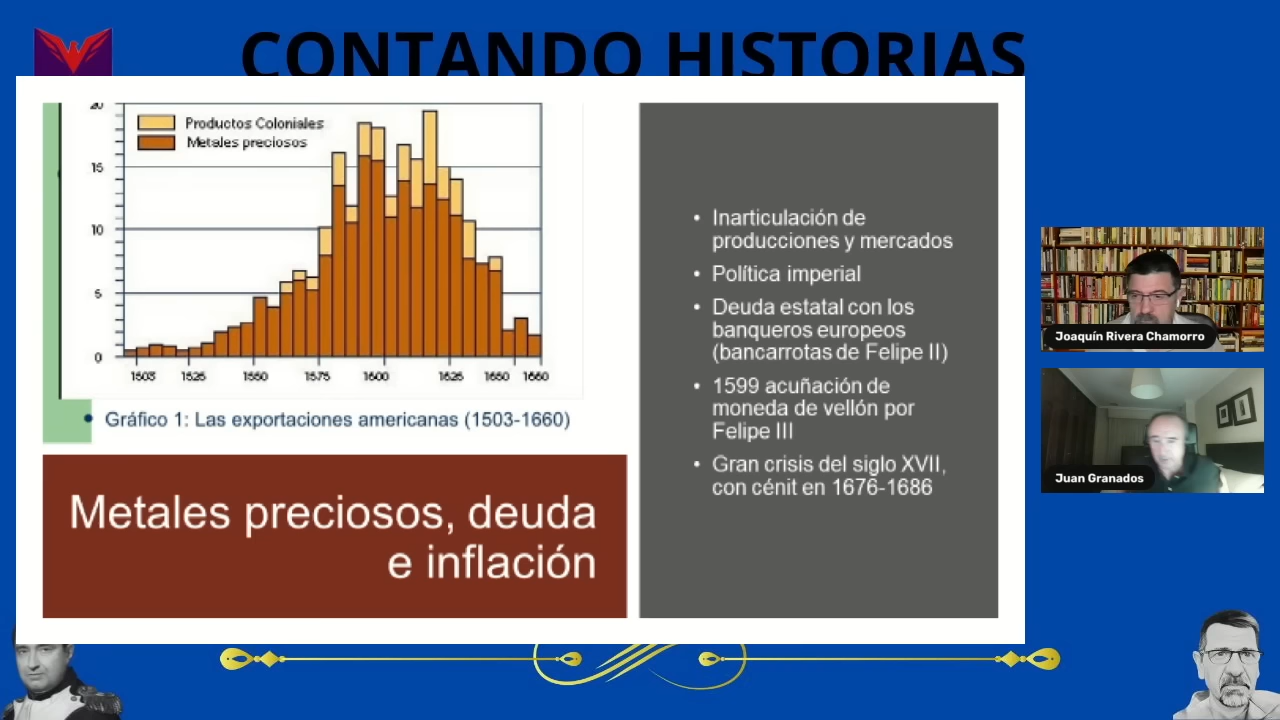 CONTANDO HISTORIAS
20
Productos Coloniales
Metales preciosos
15
10
5
0
1503 1525 1550 1575 1600 1625 1650 1660
• Gráfico 1: Las exportaciones americanas (1503-1660)
Metales preciosos, deuda
e inflación
• Inarticulación de
producciones y mercados
• Política imperial
• Deuda estatal con los
banqueros europeos
(bancarrotas de Felipe II)
• 1599 acuñación de
moneda de vellón por
Felipe III
• Gran crisis del siglo XVII,
con cénit en 1676-1686
Joaquín Rivera Chamorro
Juan Granados